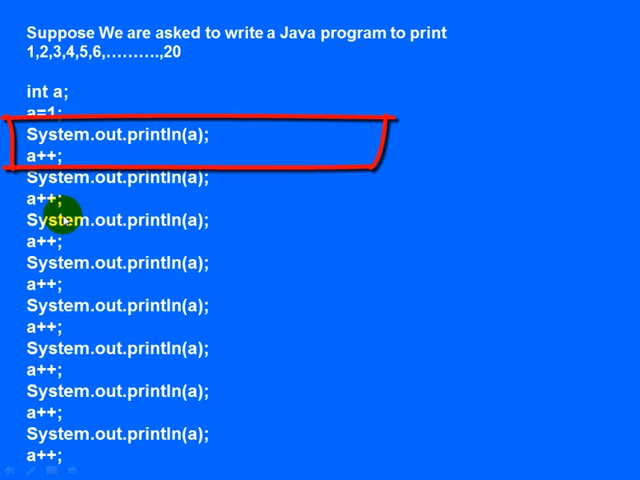 Suppose We are asked to write a Java program to print
1,2,3,4,5,6,……….,20
int a;
a=1;
System.out.println(a);
a++;
System.out.println(a);
a++;
System.out.println(a);
a++;
System.out.println(a);
a++;
System.out.println(a);
a++;
System.out.println(a);
a++;
System.out.println(a);
a++;
System.out.println(a);
a++;